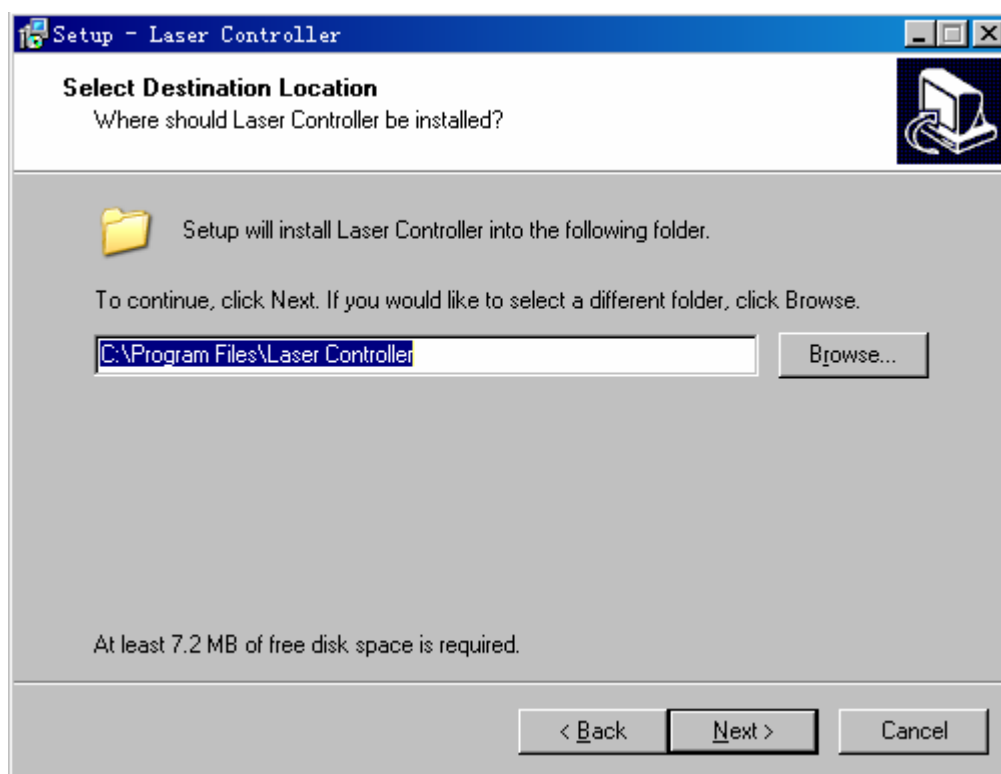 Setup - Laser Controller
Select Destination Location
Where should Laser Controller be installed?
Setup will install Laser Controller into the following folder.
To continue, click Next. If you would like to select a different folder, click Browse.
C:\Program Files\Laser Controller
Browse...
At least 7.2 MB of free disk space is required.
< Back
Next >
Cancel